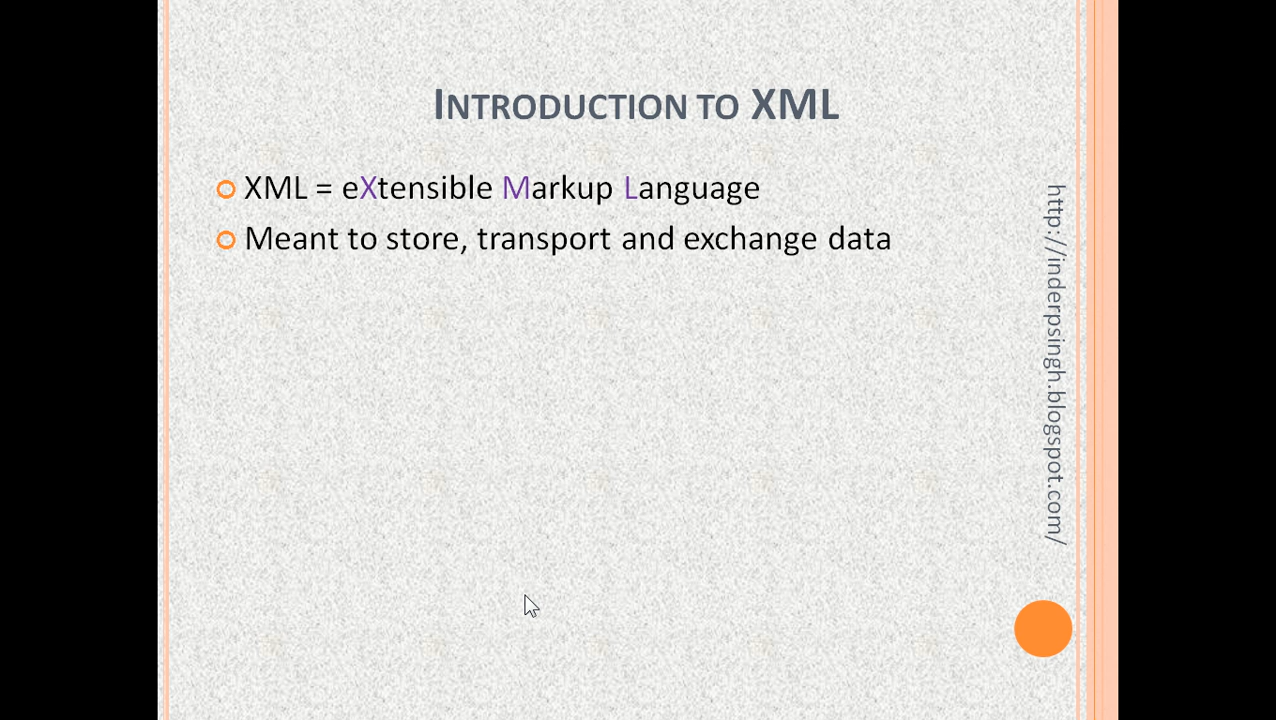 INTRODUCTION TO XML
XML = eXtensible Markup Language
Meant to store, transport and exchange data
http://inderpsingh.blogspot.com/